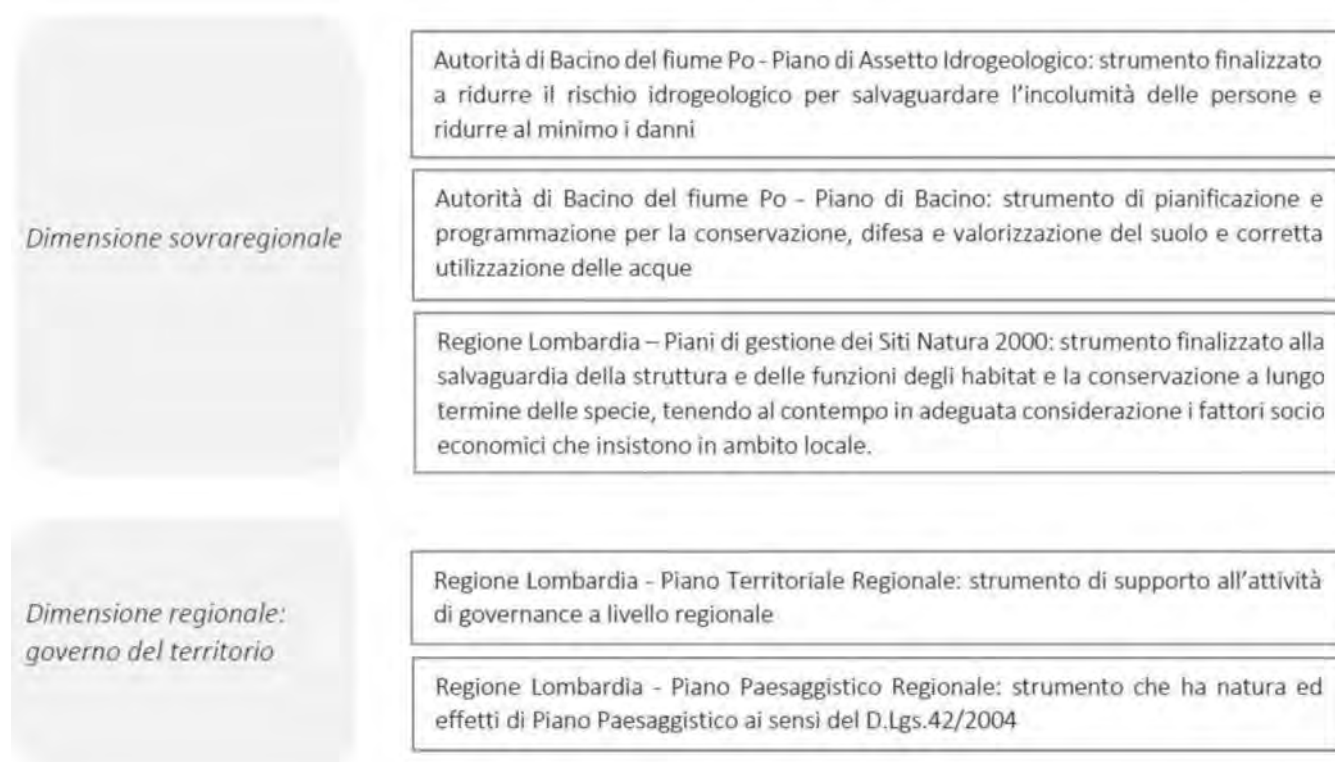 Autorità di Bacino del fiume Po - Piano di Assetto Idrogeologico: strumento finalizzato
a ridurre il rischio idrogeologico per salvaguardare l'incolumità delle persone e
ridurre al minimo i danni
Dimensione sovraregionale
Autorità di Bacino del fiume Po - Piano di Bacino: strumento di pianificazione e
programmazione per la conservazione, difesa e valorizzazione del suolo e corretta
utilizzazione delle acque
Regione Lombardia – Piani di gestione dei Siti Natura 2000: strumento finalizzato alla
salvaguardia della struttura e delle funzioni degli habitat e la conservazione a lungo
termine delle specie, tenendo al contempo in adeguata considerazione i fattori socio
economici che insistono in ambito locale.
Dimensione regionale:
governo del territorio
Regione Lombardia - Piano Territoriale Regionale: strumento di supporto all'attività
di governance a livello regionale
Regione Lombardia - Piano Paesaggistico Regionale: strumento che ha natura ed
effetti di Piano Paesaggistico ai sensi del D.Lgs.42/2004